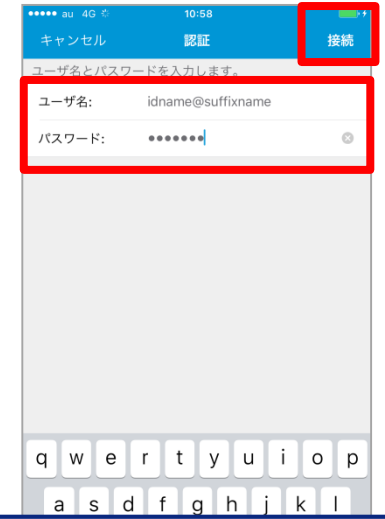 au 4G 10:58
キャンセル 認証 接続
ユーザ名とパスワードを入力します。
ユーザ名: idname@suffixname
パスワード: •••••••
q w e r t y u i o p
a s d f g h j k l